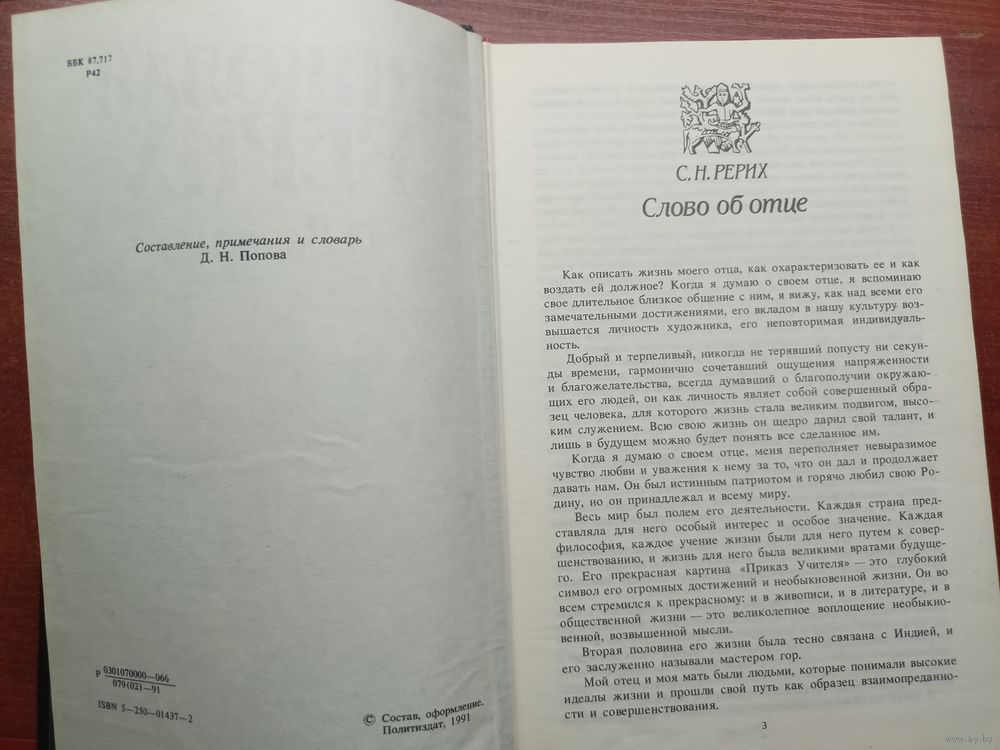 ББК 87.717
Р42
Составление, примечания и словарь
Д. Н. Попова
Р 0301070000—066
079(02)—91
ISBN 5—250—01437—2
© Состав, оформление.
Политиздат, 1991
С. Н. РЕРИХ
Слово об отце
Как описать жизнь моего отца, как охарактеризовать ее и как
воздать ей должное? Когда я думаю о своем отце, я вспоминаю
свое длительное близкое общение с ним, я вижу, как над всеми его
замечательными достижениями, его вкладом в нашу культуру воз-
вышается личность художника, его неповторимая индивидуаль-
ность.
Добрый и терпеливый, никогда не терявший попусту ни секун-
ды времени, гармонично сочетавший ощущения напряженности
и благожелательства, всегда думавший о благополучии окружаю-
щих его людей, он как личность являет собой совершенный обра-
зец человека, для которого жизнь стала великим подвигом, высо-
ким служением. Всю свою жизнь он щедро дарил свой талант, и
лишь в будущем можно будет понять все сделанное им.
Когда я думаю о своем отце, меня переполняет невыразимое
чувство любви и уважения к нему за то, что он дал и продолжает
давать нам. Он был истинным патриотом и горячо любил свою Ро-
дину, но он принадлежал и всему миру.
Весь мир был полем его деятельности. Каждая страна пред-
ставляла для него особый интерес и особое значение. Каждая
философия, каждое учение жизни были для него путем к совер-
шенствованию, и жизнь для него была великими вратами будуще-
го. Его прекрасная картина «Приказ Учителя» — это глубокий
символ его огромных достижений и необыкновенной жизни. Он во
всем стремился к прекрасному: и в живописи, и в литературе, и в
общественной жизни — это великолепное воплощение необыкно-
венной, возвышенной мысли.
Вторая половина его жизни была тесно связана с Индией, и
его заслуженно называли мастером гор.
Мой отец и моя мать были людьми, которые понимали высокие
идеалы жизни и прошли свой путь как образец взаимопреданно-
сти и совершенствования.
3
www.ay.by